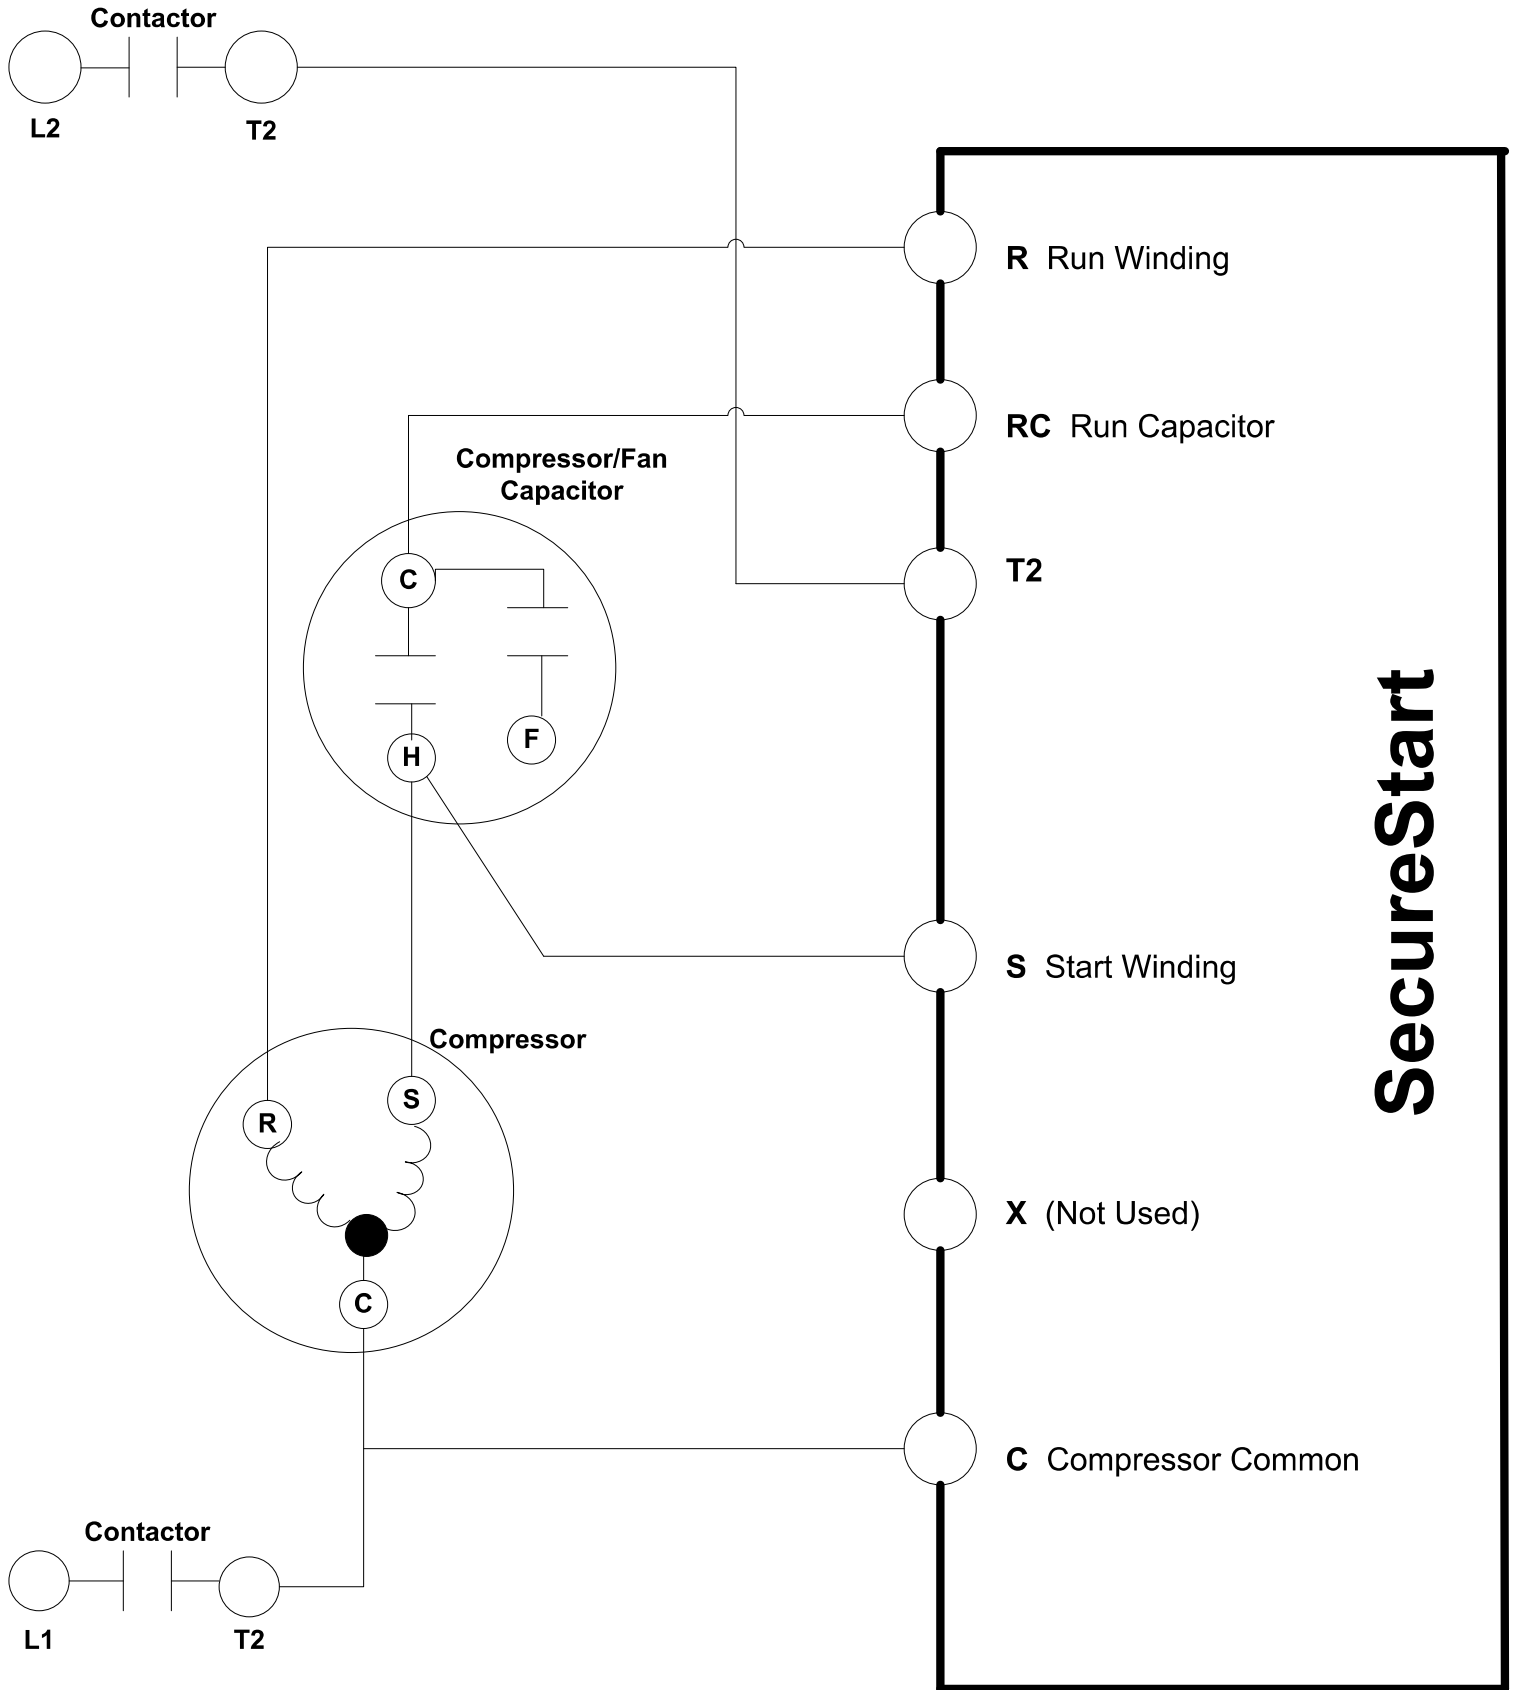 Contactor
L2
T2
R Run Winding
RC Run Capacitor
Compressor/Fan
Capacitor
C
T2
F
H
SecureStart
S Start Winding
Compressor
S
R
X (Not Used)
C
C Compressor Common
Contactor
L1
T2